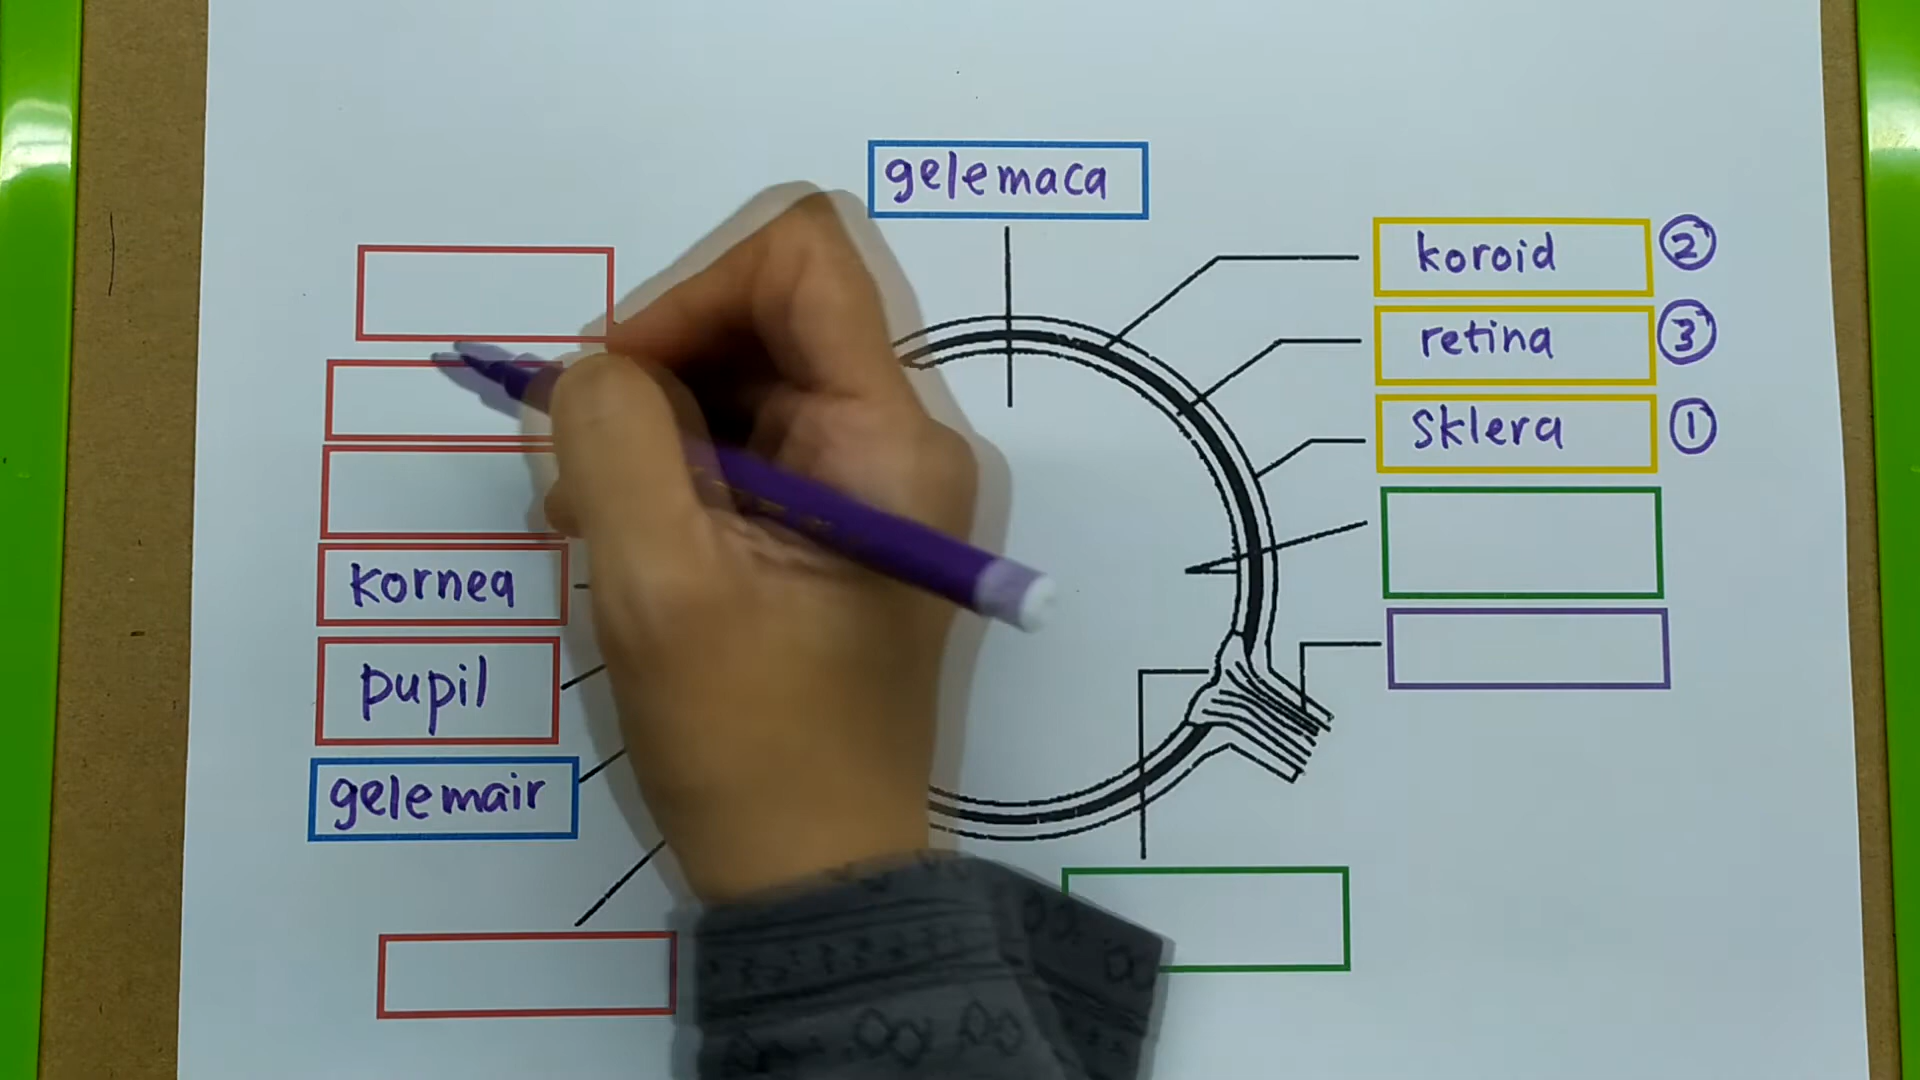 gelemaca
koroid 2
retina 3
sklera 1
kornea
pupil
gelemair